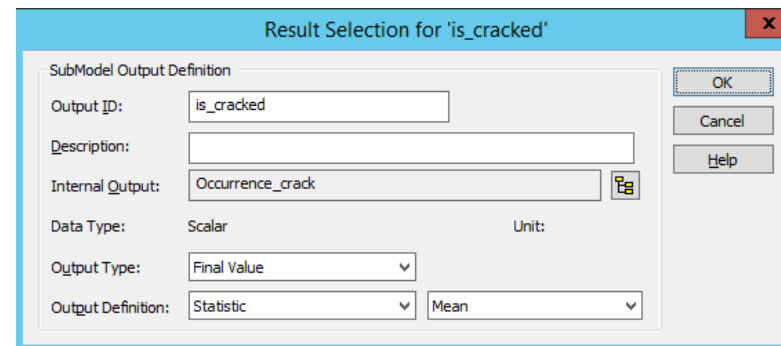 Result Selection for 'is_cracked'
x
SubModel Output Definition
Output ID: is_cracked
OK
Cancel
Description:
Help
Internal Output: Occurrence_crack
Data Type: Scalar Unit:
Output Type: Final Value
Output Definition: Statistic Mean